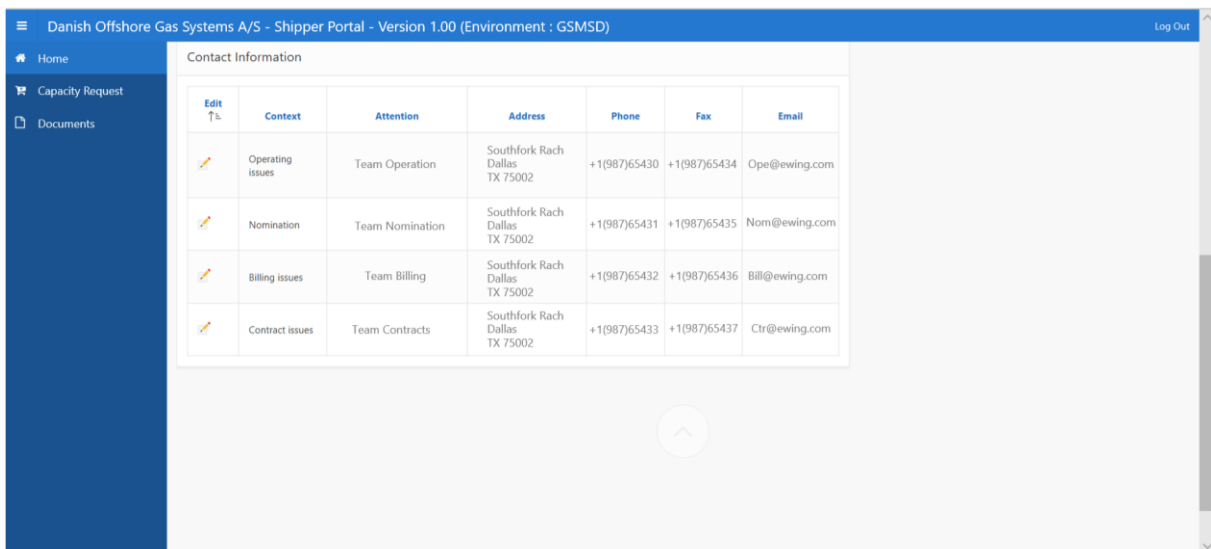 Danish Offshore Gas Systems A/S - Shipper Portal - Version 1.00 (Environment : GSMSD)
Log Out
Home
Capacity Request
Documents
Contact Information
Edit Context Attention Address Phone Fax Email
Operating issues Team Operation Southfork Rach +1(987)65430 +1(987)65434 Ope@ewing.com
Dallas
TX 75002
Nomination Team Nomination Southfork Rach +1(987)65431 +1(987)65435 Nom@ewing.com
Dallas
TX 75002
Billing issues Team Billing Southfork Rach +1(987)65432 +1(987)65436 Bill@ewing.com
Dallas
TX 75002
Contract issues Team Contracts Southfork Rach +1(987)65433 +1(987)65437 Ctr@ewing.com
Dallas
TX 75002